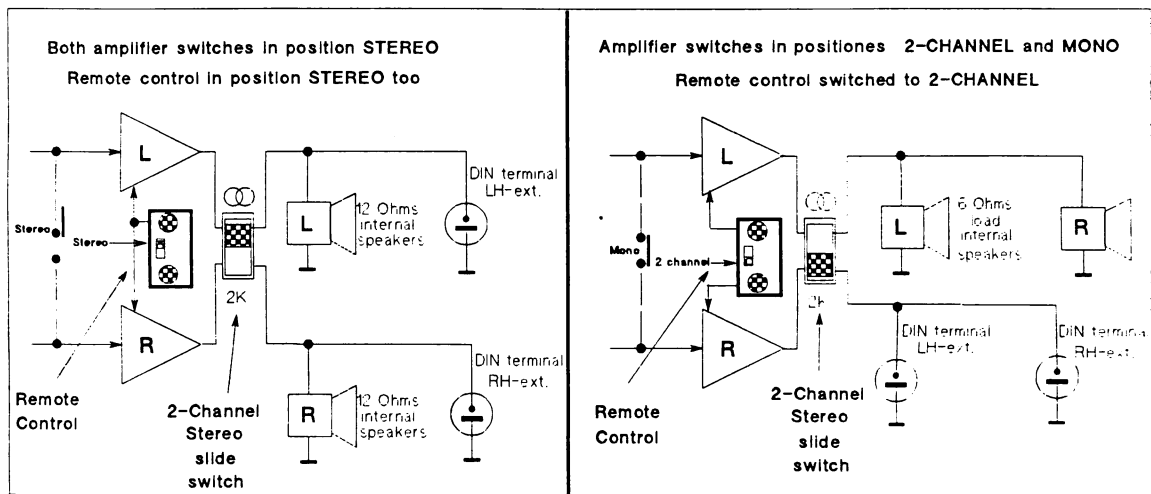 Both amplifier switches in position STEREO
Remote control in position STEREO too
L
DIN terminal
LH-ext.
L
12 Ohms
internal
speakers
Stereo
Stereo
2K
R
DIN terminal
RH-ext.
R
12 Ohms
internal
speakers
Remote
Control
2-Channel
Stereo
slide
switch
Amplifier switches in positiones 2-CHANNEL and MONO
Remote control switched to 2-CHANNEL
L
L
6 Ohms
load
internal
speakers
R
Mono
2 channel
2K
R
DIN terminal
LH-ext.
DIN terminal
RH-ext.
Remote
Control
2-Channel
Stereo
slide
switch